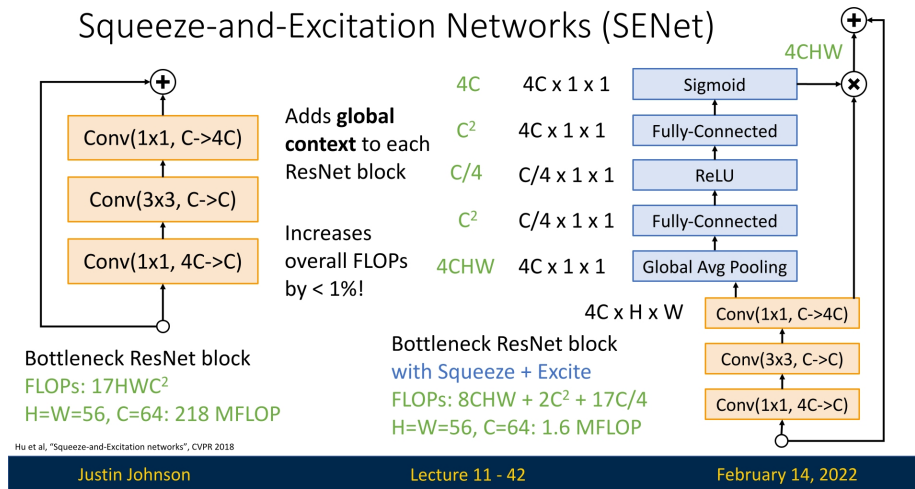 Squeeze-and-Excitation Networks (SENet)
Conv(1x1, C->4C)
Conv(3x3, C->C)
Conv(1x1, 4C->C)
Bottleneck ResNet block
FLOPs: 17HWC²
H=W=56, C=64: 218 MFLOP
Adds global
context to each
ResNet block
Increases
overall FLOPs
by < 1%!
4CHW
4C 4C x 1 x 1 Sigmoid
C² 4C x 1 x 1 Fully-Connected
C/4 C/4 x 1 x 1 ReLU
C² C/4 x 1 x 1 Fully-Connected
4CHW 4C x 1 x 1 Global Avg Pooling
4C x H x W Conv(1x1, C->4C)
Conv(3x3, C->C)
Conv(1x1, 4C->C)
Bottleneck ResNet block
with Squeeze + Excite
FLOPs: 8CHW + 2C² + 17C/4
H=W=56, C=64: 1.6 MFLOP
Hu et al, "Squeeze-and-Excitation networks", CVPR 2018
Justin Johnson
Lecture 11 - 42
February 14, 2022